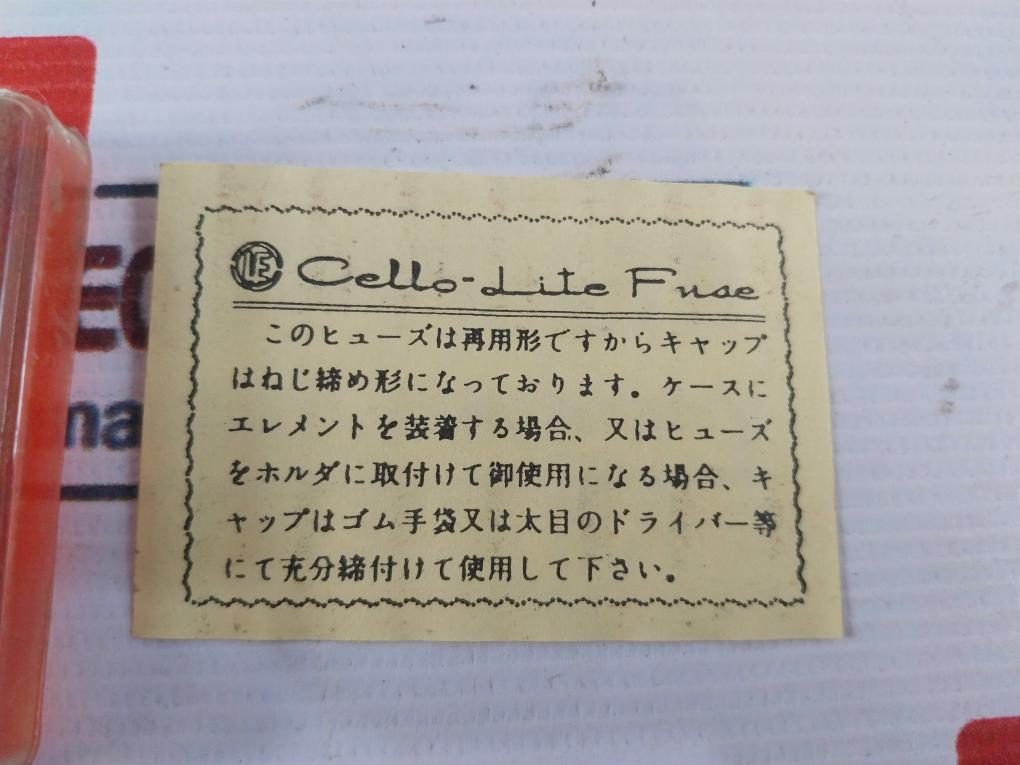 Cello-Lite Fuse
このヒューズは再用形ですからキャップ
はねじ締め形になっております。ケースに
エレメントを装着する場合、又はヒューズ
をホルダに取付けて御使用になる場合、キ
ャップはゴム手袋又は太目のドライバー等
にて充分締付けて使用して下さい。
ma